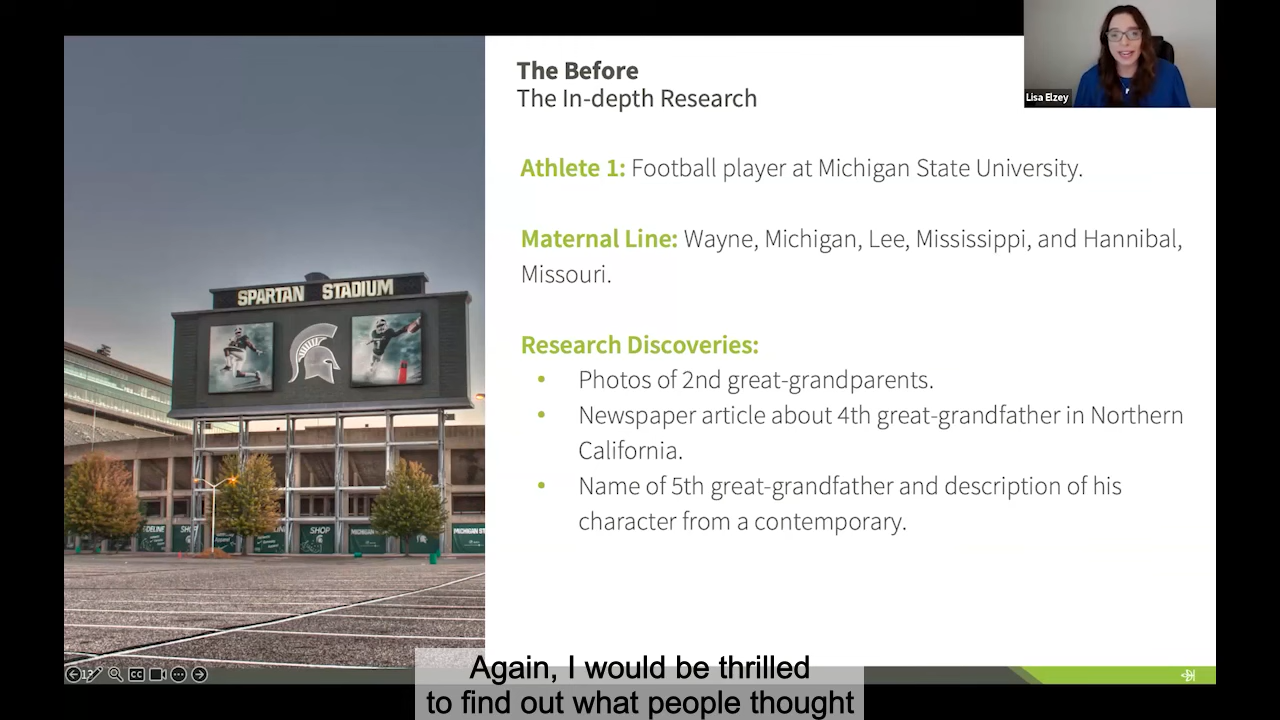 The Before
The In-depth Research
Lisa Elzey
Athlete 1: Football player at Michigan State University.
Maternal Line: Wayne, Michigan, Lee, Mississippi, and Hannibal,
Missouri.
SPARTAN STADIUM
Research Discoveries:
• Photos of 2nd great-grandparents.
• Newspaper article about 4th great-grandfather in Northern
California.
• Name of 5th great-grandfather and description of his
character from a contemporary.
SHOP
CC
Again, I would be thrilled
to find out what people thought